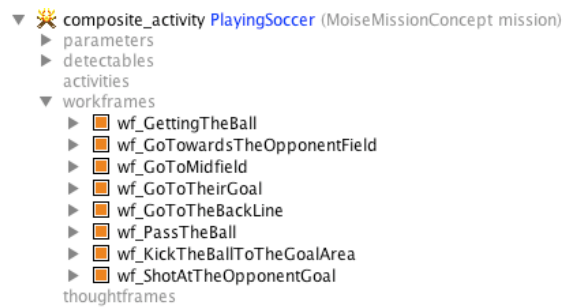 composite_activity PlayingSoccer (MoiseMissionConcept mission)
parameters
detectables
activities
workframes
wf_GettingTheBall
wf_GoTowardsTheOpponentField
wf_GoToMidfield
wf_GoToTheirGoal
wf_GoToTheBackLine
wf_PassTheBall
wf_KickTheBallToTheGoalArea
wf_ShotAtTheOpponentGoal
thoughtframes